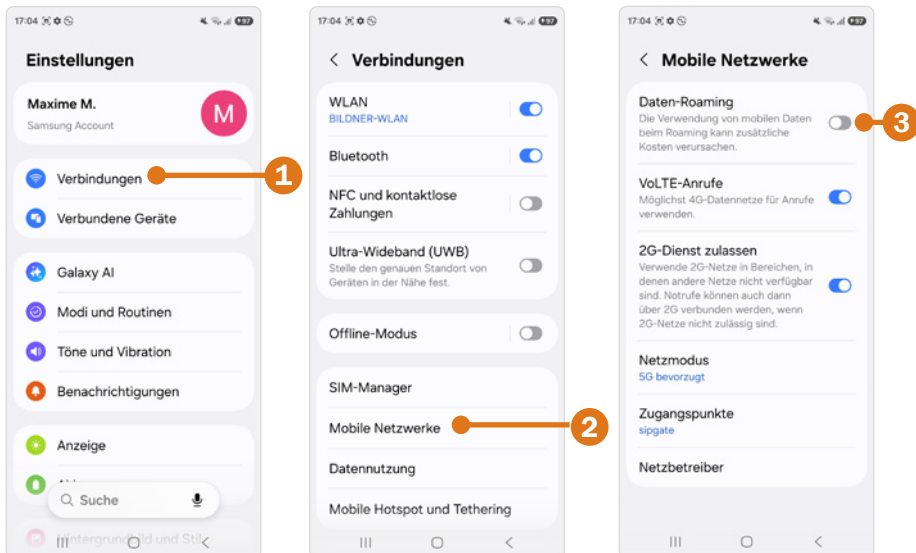 17:04
97
Einstellungen
Maxime M.
Samsung Account
M
Verbindungen
1
Verbundene Geräte
Galaxy AI
Modi und Routinen
Töne und Vibration
Benachrichtigungen
Anzeige
Suche
Hintergrundbild und Stil
17:04
97
Verbindungen
WLAN
BILDNER-WLAN
Bluetooth
NFC und kontaktlose
Zahlungen
Ultra-Wideband (UWB)
Stelle den genauen Standort von
Geräten in der Nähe fest.
Offline-Modus
SIM-Manager
Mobile Netzwerke
2
Datennutzung
Mobile Hotspot und Tethering
17:04
97
Mobile Netzwerke
Daten-Roaming
Die Verwendung von mobilen Daten
beim Roaming kann zusätzliche
Kosten verursachen.
3
VoLTE-Anrufe
Möglichst 4G-Datennetze für Anrufe
verwenden.
2G-Dienst zulassen
Verwende 2G-Netze in Bereichen, in
denen andere Netze nicht verfügbar
sind. Notrufe können auch dann
über 2G verbunden werden, wenn
2G-Netze nicht zulässig sind.
Netzmodus
5G bevorzugt
Zugangspunkte
sipgate
Netzbetreiber